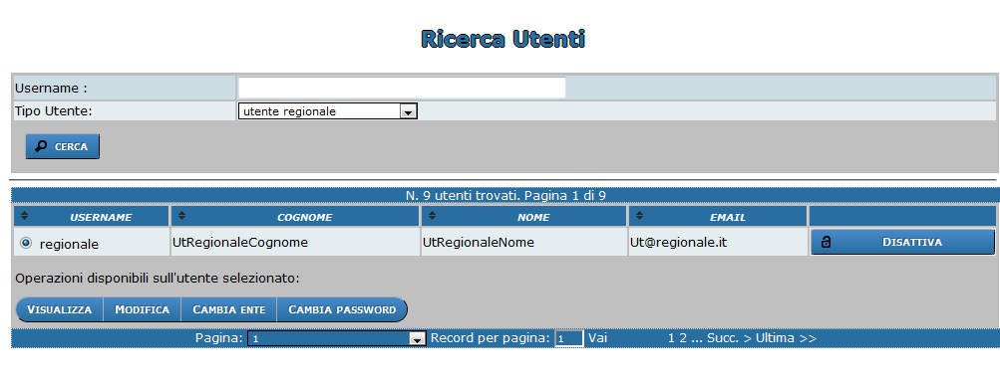 Ricerca Utenti
Username :
Tipo Utente: utente regionale
CERCA
N. 9 utenti trovati. Pagina 1 di 9
USERNAME COGNOME NOME EMAIL
regionale UtRegionaleCognome UtRegionaleNome Ut@regionale.it DISATTIVA
Operazioni disponibili sull'utente selezionato:
VISUALIZZA MODIFICA CAMBIA ENTE CAMBIA PASSWORD
Pagina: 1 Record per pagina: 1 Vai 1 2 ... Succ. > Ultima >>